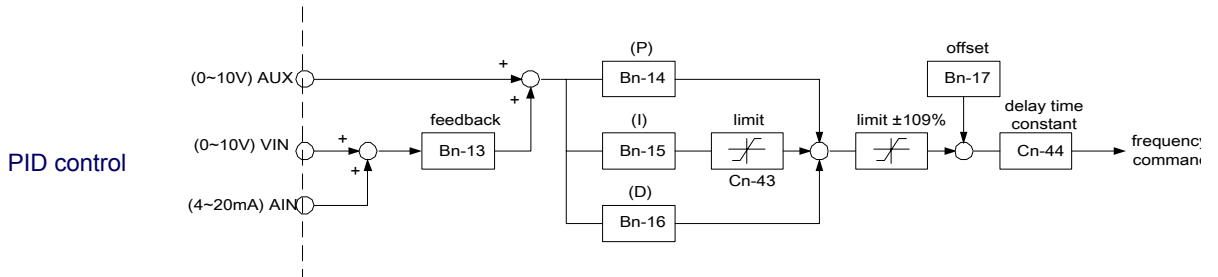 PID control
(0~10V) AUX
(0~10V) VIN
(4~20mA) AIN
+
+
+
+
feedback
Bn-13
(P)
Bn-14
(I)
Bn-15
(D)
Bn-16
limit
Cn-43
limit ±109%
offset
Bn-17
delay time
constant
Cn-44
frequency
comman